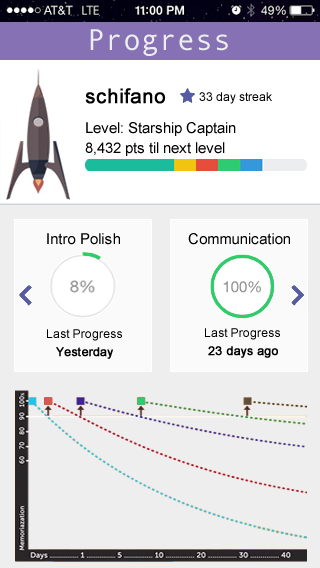 AT&T LTE 11:00 PM 49%
Progress
schifano 33 day streak
Level: Starship Captain
8,432 pts til next level
Intro Polish
8%
Last Progress
Yesterday
Communication
100%
Last Progress
23 days ago
100%
90
80
70
60
Memoriazation
Days ............ 1 ............ 5 ............ 10 ............ 20 ............ 30 ............ 40